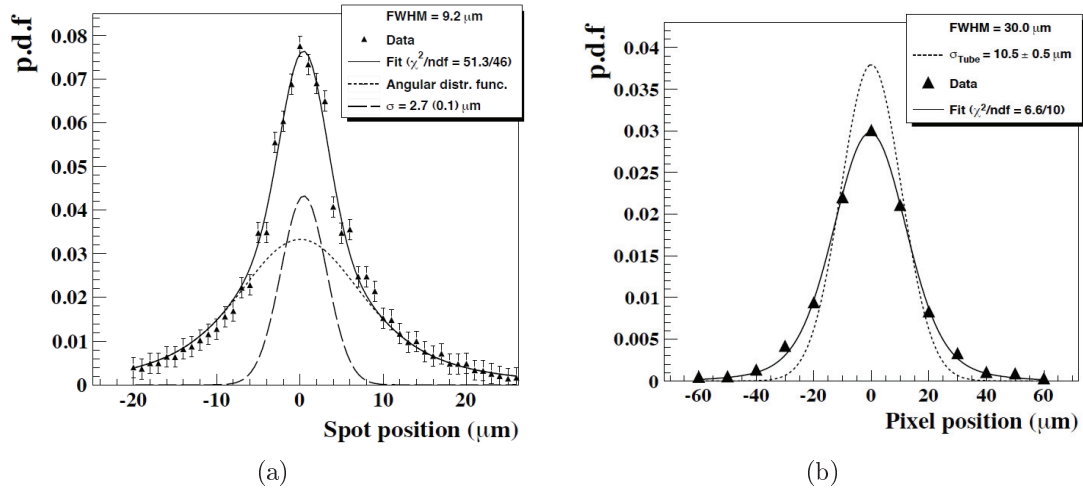 p.d.f
0.08
0.07
0.06
0.05
0.04
0.03
0.02
0.01
0
-20
-10
0
10
20
Spot position (μm)
FWHM = 9.2 μm
Data
Fit (χ²/ndf = 51.3/46)
Angular distr. func.
σ = 2.7 (0.1) μm
(a)
p.d.f
0.04
0.035
0.03
0.025
0.02
0.015
0.01
0.005
0
-60
-40
-20
0
20
40
60
Pixel position (μm)
FWHM = 30.0 μm
σTube = 10.5 ± 0.5 μm
Data
Fit (χ²/ndf = 6.6/10)
(b)